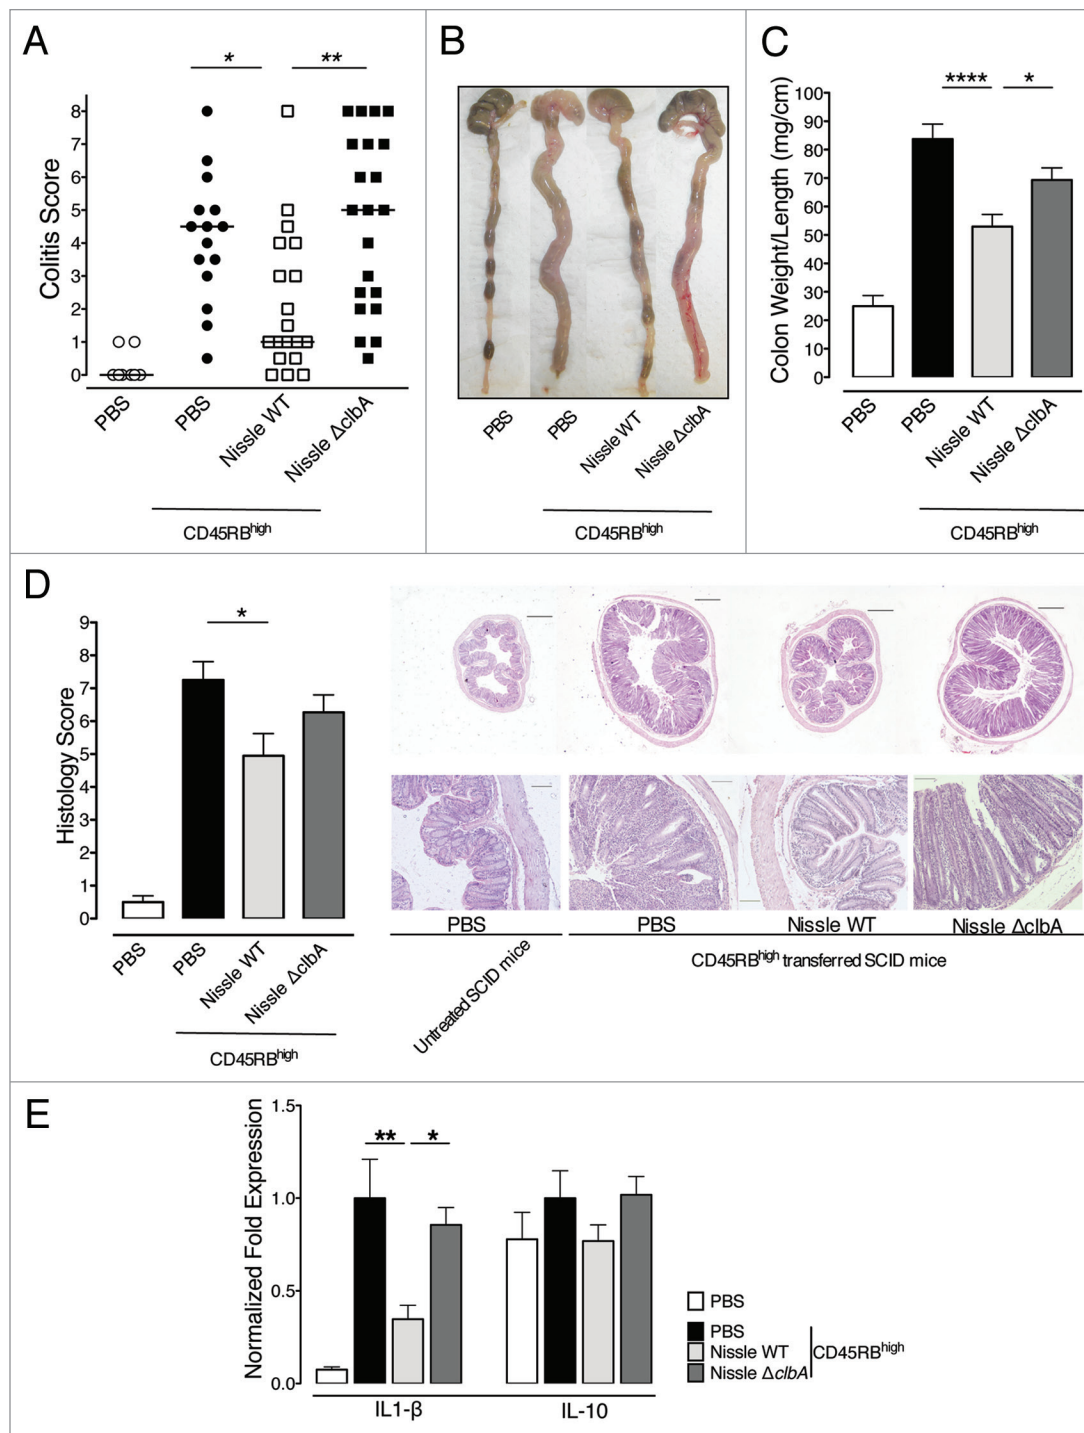 A
*
**
Colitis Score
8
7
6
5
4
3
2
1
0
PBS
PBS
Nissle WT
Nissle ΔclbA
CD45RBhigh
B
PBS
PBS
Nissle WT
Nissle ΔclbA
CD45RBhigh
C
****
*
Colon Weight/Length (mg/cm)
100
90
80
70
60
50
40
30
20
10
0
PBS
PBS
Nissle WT
Nissle ΔclbA
CD45RBhigh
D
*
Histology Score
9
8
7
6
5
4
3
2
1
0
PBS
PBS
Nissle WT
Nissle ΔclbA
CD45RBhigh
PBS
PBS
Nissle WT
Nissle ΔclbA
Untreated SCID mice
CD45RBhigh transferred SCID mice
E
**
*
Normalized Fold Expression
1.5
1.0
0.5
0.0
IL1-β
IL-10
PBS
PBS
Nissle WT
Nissle ΔclbA
CD45RBhigh